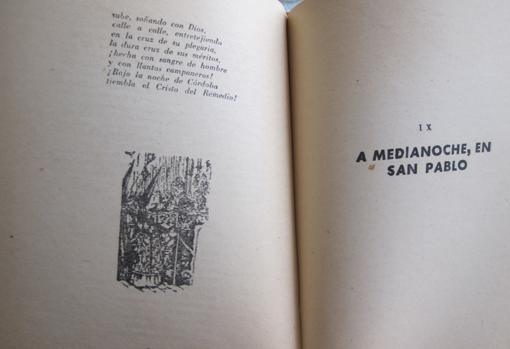 sube, soñando con Dios,
calle a calle, entretejiendo
en la cruz de su plegaria,
la dura cruz de sus méritos,
¡hecha con sangre de hombre
y con llantos campaneros!
¡Bajo la noche de Córdoba
tiembla el Cristo del Remedio!
IX
A MEDIANOCHE, EN
SAN PABLO